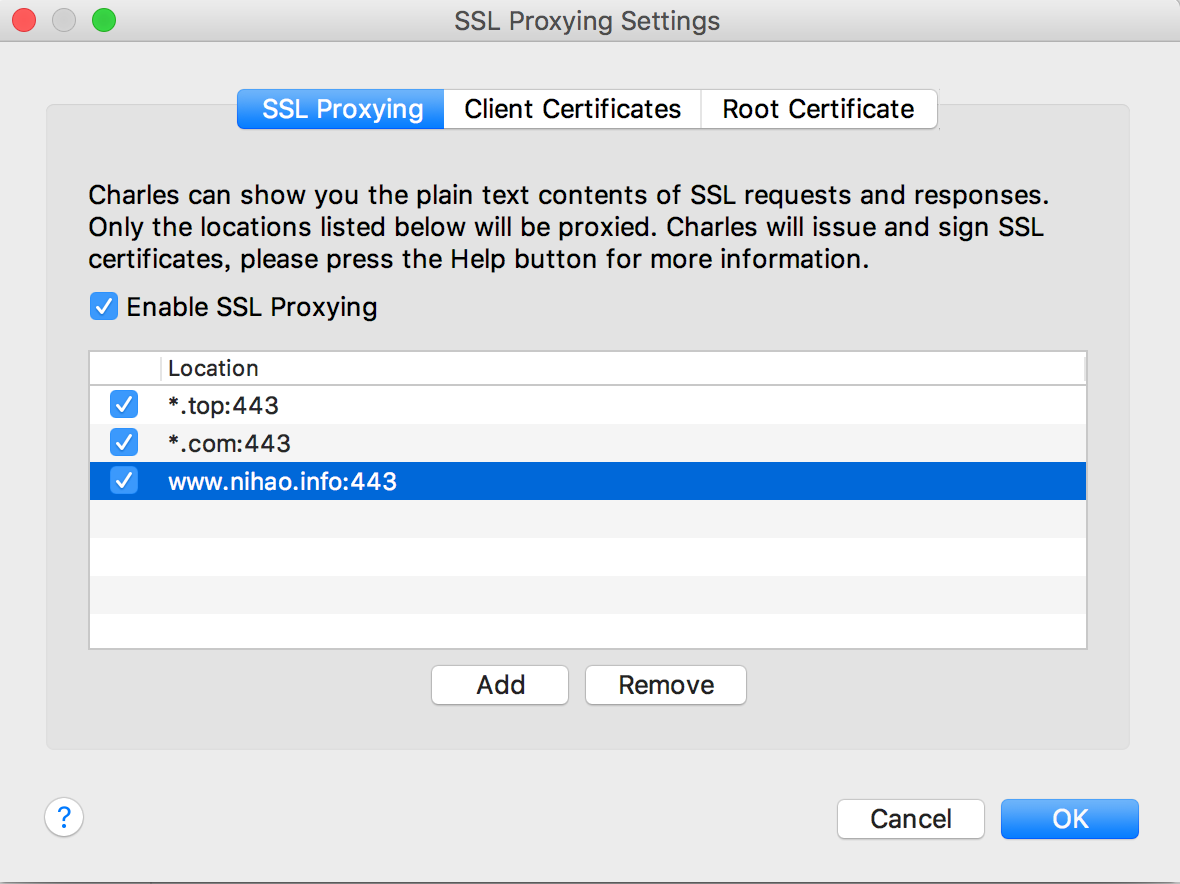 SSL Proxying Settings
SSL Proxying
Client Certificates
Root Certificate
Charles can show you the plain text contents of SSL requests and responses.
Only the locations listed below will be proxied. Charles will issue and sign SSL
certificates, please press the Help button for more information.
Enable SSL Proxying
Location
*.top:443
*.com:443
www.nihao.info:443
Add
Remove
?
Cancel
OK